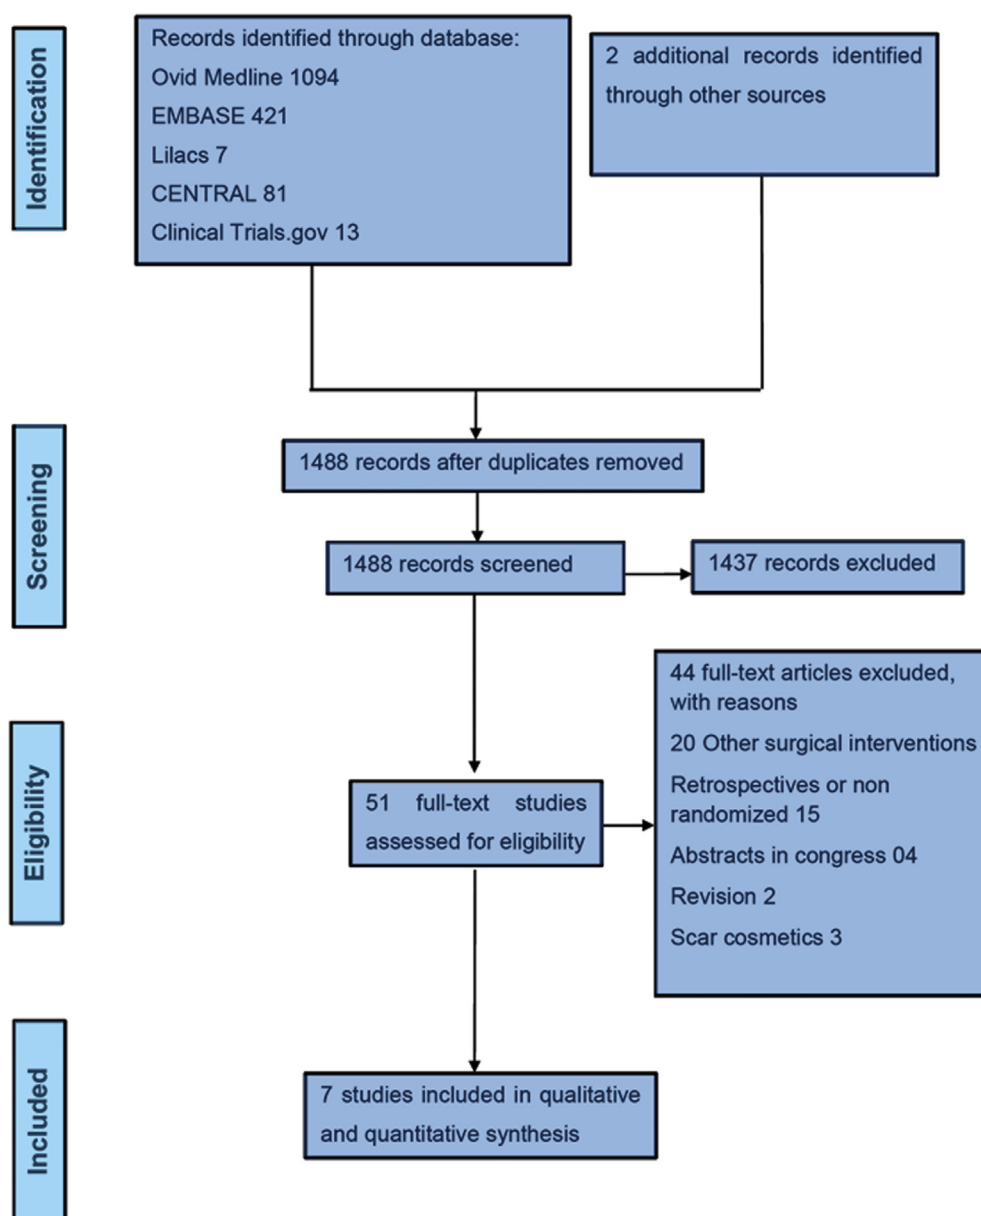 Identification
Records identified through database:
Ovid Medline 1094
EMBASE 421
Lilacs 7
CENTRAL 81
Clinical Trials.gov 13
2 additional records identified
through other sources
Screening
1488 records after duplicates removed
1488 records screened
1437 records excluded
Eligibility
51 full-text studies
assessed for eligibility
44 full-text articles excluded,
with reasons
20 Other surgical interventions
Retrospectives or non
randomized 15
Abstracts in congress 04
Revision 2
Scar cosmetics 3
Included
7 studies included in qualitative
and quantitative synthesis